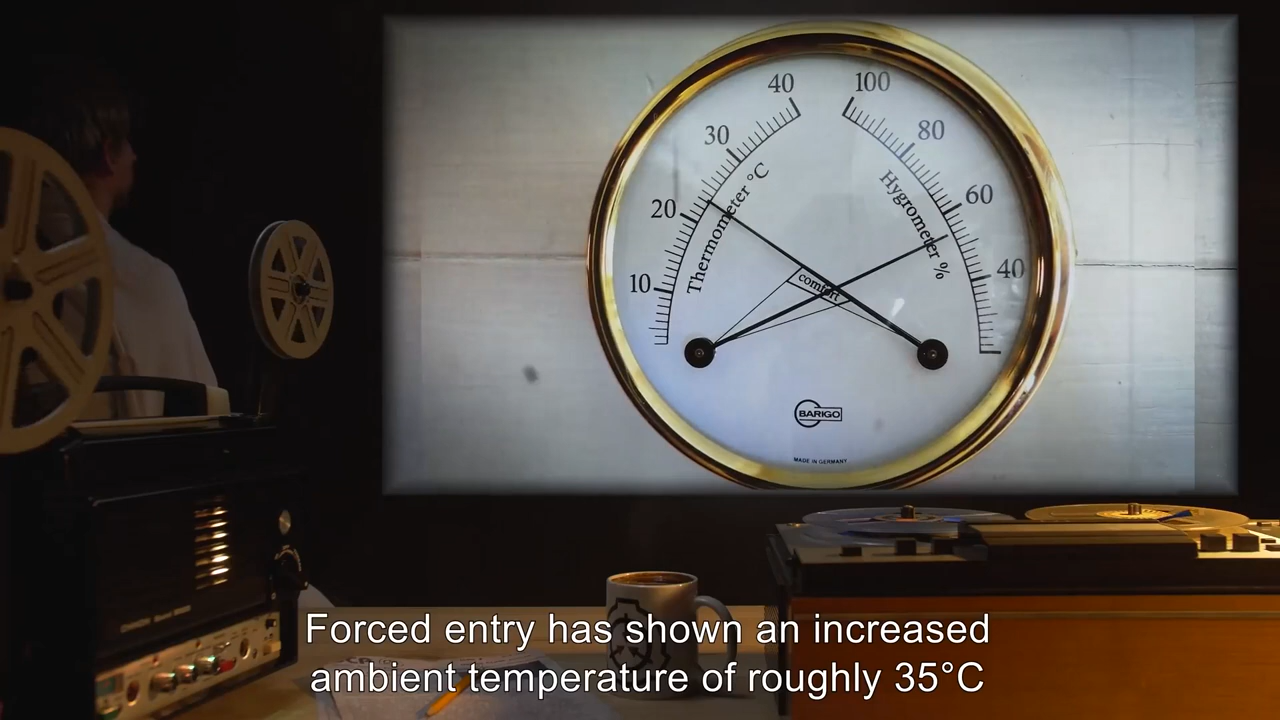 40 100
30 80
20 60
10 40
Thermometer °C
Hygrometer %
comfort
BARIGO
MADE IN GERMANY
Forced entry has shown an increased
ambient temperature of roughly 35°C